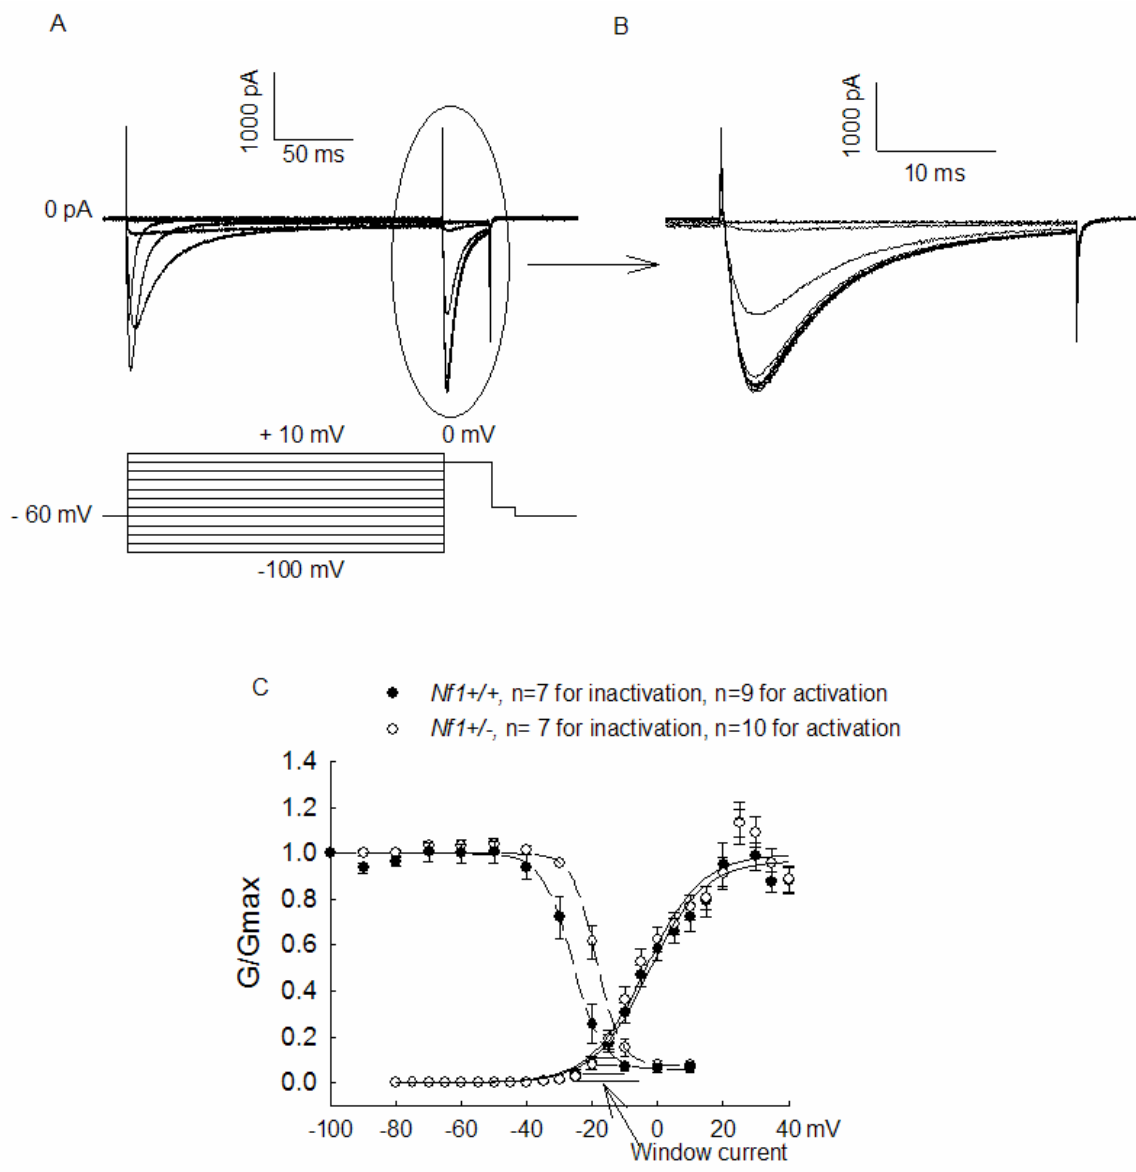 A
B
1000 pA
50 ms
1000 pA
10 ms
0 pA
+ 10 mV
0 mV
- 60 mV
-100 mV
C
Nf1+/+, n=7 for inactivation, n=9 for activation
Nf1+/-, n= 7 for inactivation, n=10 for activation
1.4
1.2
1.0
0.8
0.6
0.4
0.2
0.0
G/Gmax
-100 -80 -60 -40 -20 0 20 40 mV
Window current